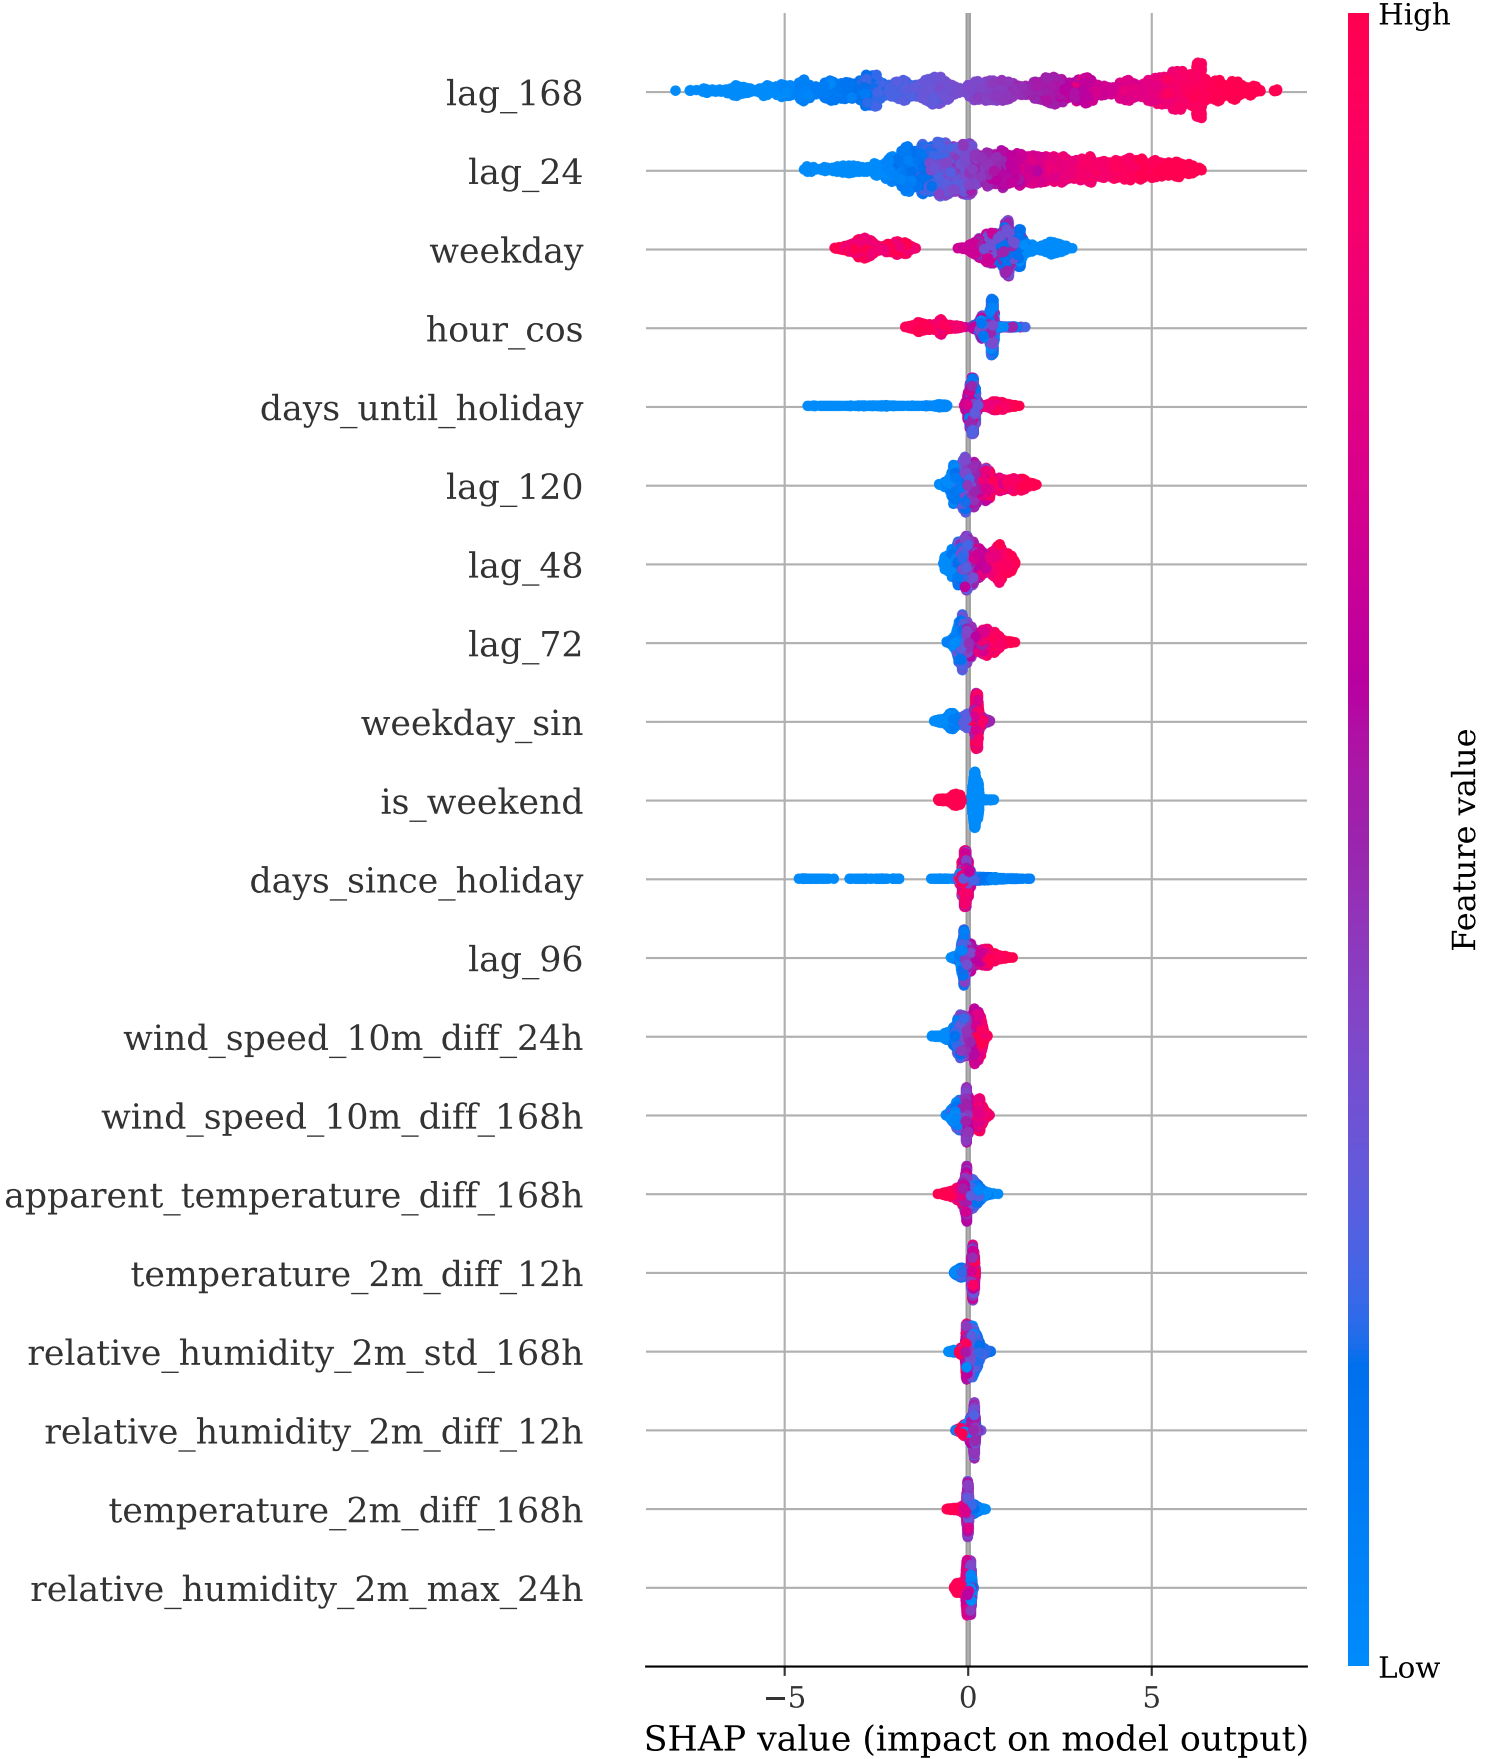 High
lag_168
lag_24
weekday
hour_cos
days_until_holiday
lag_120
lag_48
lag_72
weekday_sin
is_weekend
days_since_holiday
lag_96
wind_speed_10m_diff_24h
wind_speed_10m_diff_168h
apparent_temperature_diff_168h
temperature_2m_diff_12h
relative_humidity_2m_std_168h
relative_humidity_2m_diff_12h
temperature_2m_diff_168h
relative_humidity_2m_max_24h
Feature value
Low
−5 0 5
SHAP value (impact on model output)